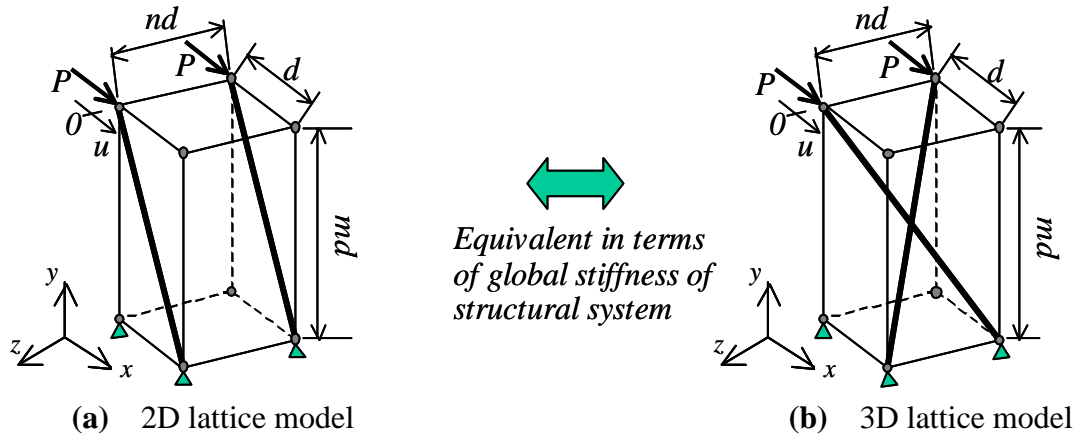 nd
P
P
d
0
u
md
y
z
x
(a) 2D lattice model
Equivalent in terms
of global stiffness of
structural system
nd
P
P
d
0
u
md
y
z
x
(b) 3D lattice model